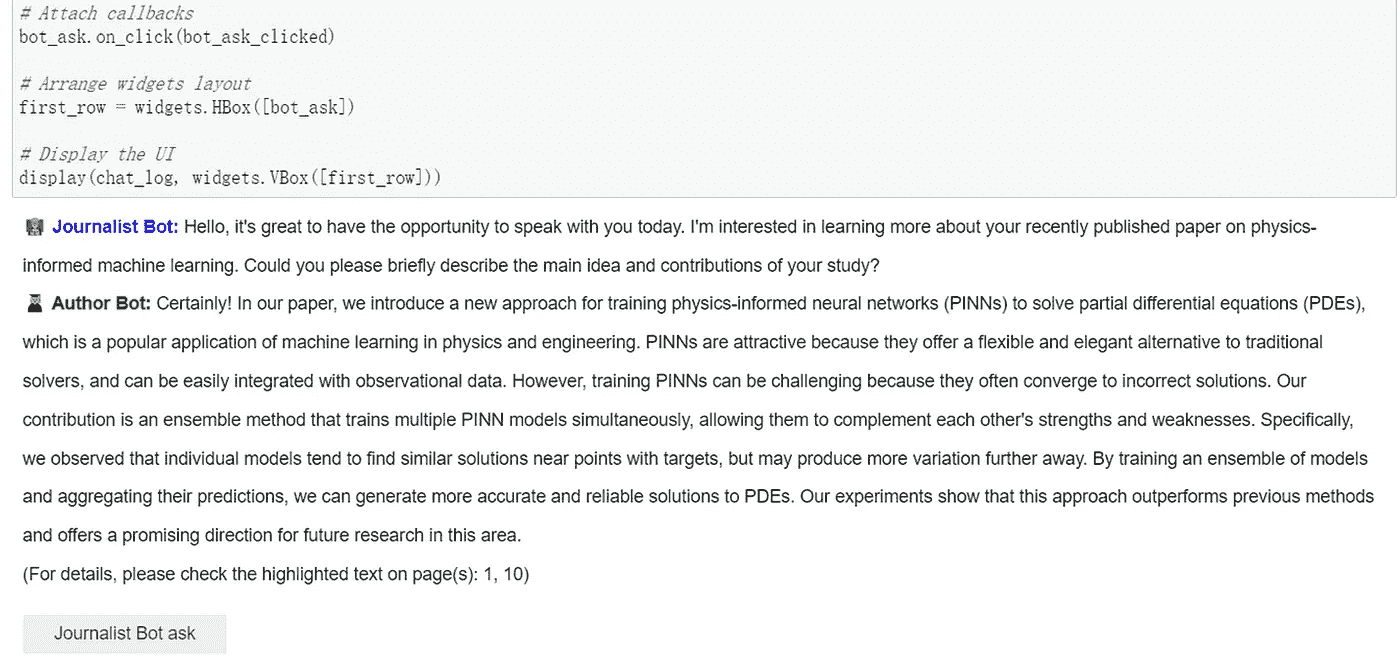 # Attach callbacks
bot_ask.on_click(bot_ask_clicked)
# Arrange widgets layout
first_row = widgets.HBox([bot_ask])
# Display the UI
display(chat_log, widgets.VBox([first_row]))
Journalist Bot: Hello, it's great to have the opportunity to speak with you today. I'm interested in learning more about your recently published paper on physics-
informed machine learning. Could you please briefly describe the main idea and contributions of your study?
Author Bot: Certainly! In our paper, we introduce a new approach for training physics-informed neural networks (PINNs) to solve partial differential equations (PDEs),
which is a popular application of machine learning in physics and engineering. PINNs are attractive because they offer a flexible and elegant alternative to traditional
solvers, and can be easily integrated with observational data. However, training PINNs can be challenging because they often converge to incorrect solutions. Our
contribution is an ensemble method that trains multiple PINN models simultaneously, allowing them to complement each other's strengths and weaknesses. Specifically,
we observed that individual models tend to find similar solutions near points with targets, but may produce more variation further away. By training an ensemble of models
and aggregating their predictions, we can generate more accurate and reliable solutions to PDEs. Our experiments show that this approach outperforms previous methods
and offers a promising direction for future research in this area.
(For details, please check the highlighted text on page(s): 1, 10)
Journalist Bot ask